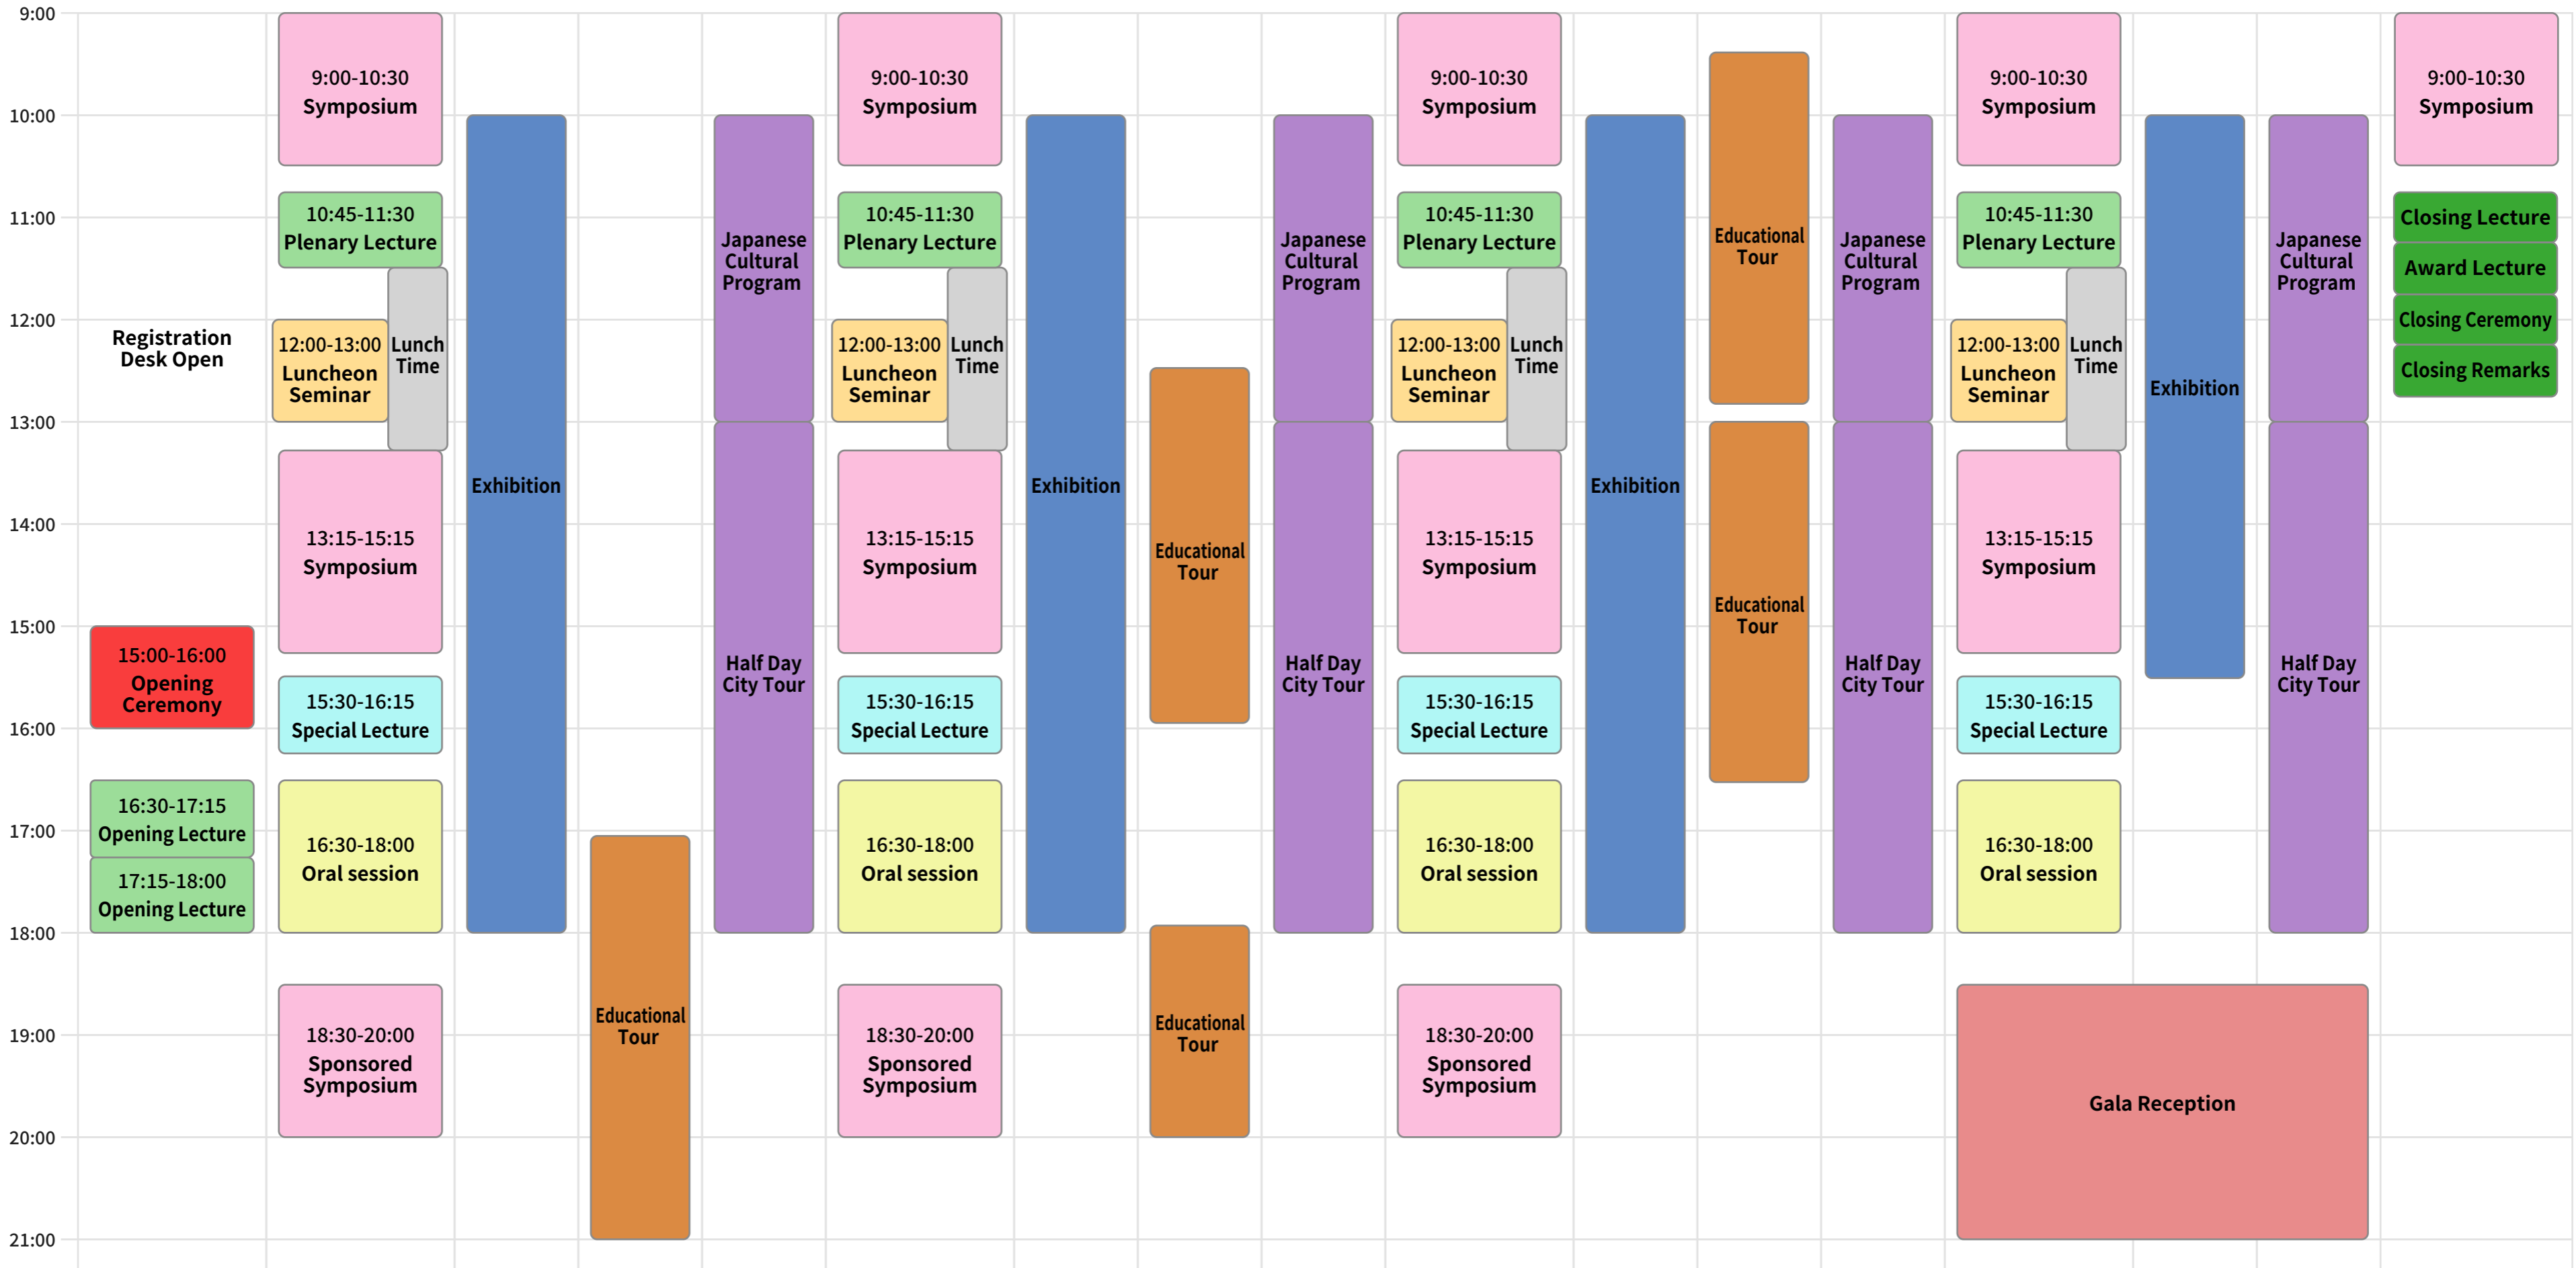 9:00
10:00
11:00
12:00
13:00
14:00
15:00
16:00
17:00
18:00
19:00
20:00
21:00
Registration
Desk Open
15:00-16:00
Opening
Ceremony
16:30-17:15
Opening Lecture
17:15-18:00
Opening Lecture
9:00-10:30
Symposium
10:45-11:30
Plenary Lecture
12:00-13:00
Luncheon
Seminar
Lunch
Time
13:15-15:15
Symposium
15:30-16:15
Special Lecture
16:30-18:00
Oral session
18:30-20:00
Sponsored
Symposium
Exhibition
Educational
Tour
Japanese
Cultural
Program
Half Day
City Tour
9:00-10:30
Symposium
10:45-11:30
Plenary Lecture
12:00-13:00
Luncheon
Seminar
Lunch
Time
13:15-15:15
Symposium
15:30-16:15
Special Lecture
16:30-18:00
Oral session
18:30-20:00
Sponsored
Symposium
Exhibition
Educational
Tour
Educational
Tour
Japanese
Cultural
Program
Half Day
City Tour
9:00-10:30
Symposium
10:45-11:30
Plenary Lecture
12:00-13:00
Luncheon
Seminar
Lunch
Time
13:15-15:15
Symposium
15:30-16:15
Special Lecture
16:30-18:00
Oral session
18:30-20:00
Sponsored
Symposium
Exhibition
Educational
Tour
Educational
Tour
Japanese
Cultural
Program
Half Day
City Tour
9:00-10:30
Symposium
10:45-11:30
Plenary Lecture
12:00-13:00
Luncheon
Seminar
Lunch
Time
13:15-15:15
Symposium
15:30-16:15
Special Lecture
16:30-18:00
Oral session
Exhibition
Japanese
Cultural
Program
Half Day
City Tour
Gala Reception
9:00-10:30
Symposium
Closing Lecture
Award Lecture
Closing Ceremony
Closing Remarks